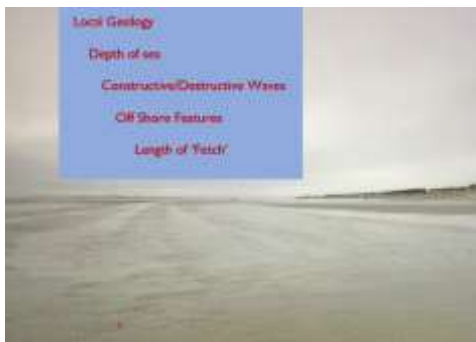 Local Geology
Depth of sea
Constructive/Destructive Waves
Off Shore Features
Length of 'Fetch'